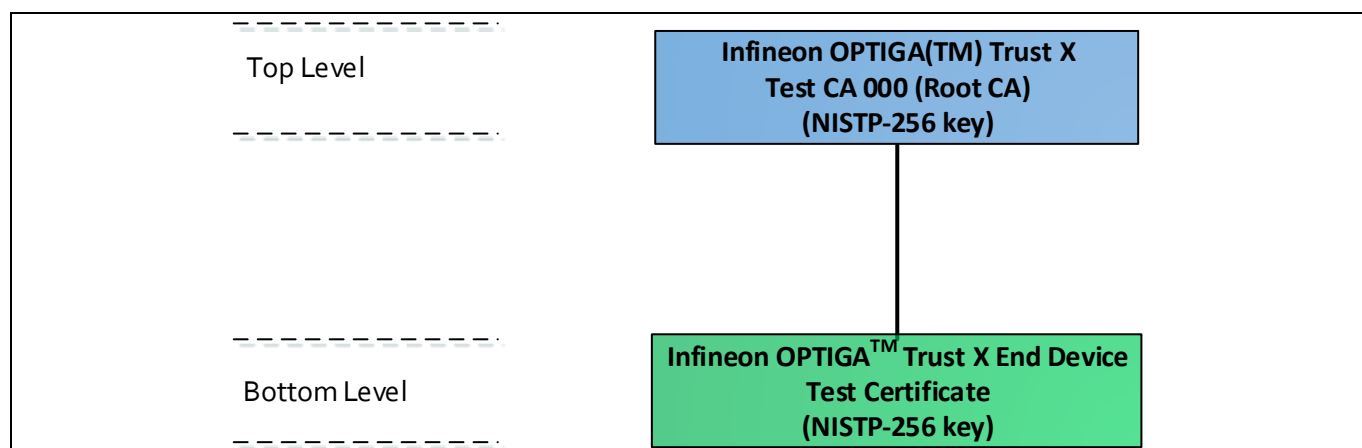 Top Level
Infineon OPTIGA(TM) Trust X
Test CA 000 (Root CA)
(NISTP-256 key)
Bottom Level
Infineon OPTIGA™ Trust X End Device
Test Certificate
(NISTP-256 key)